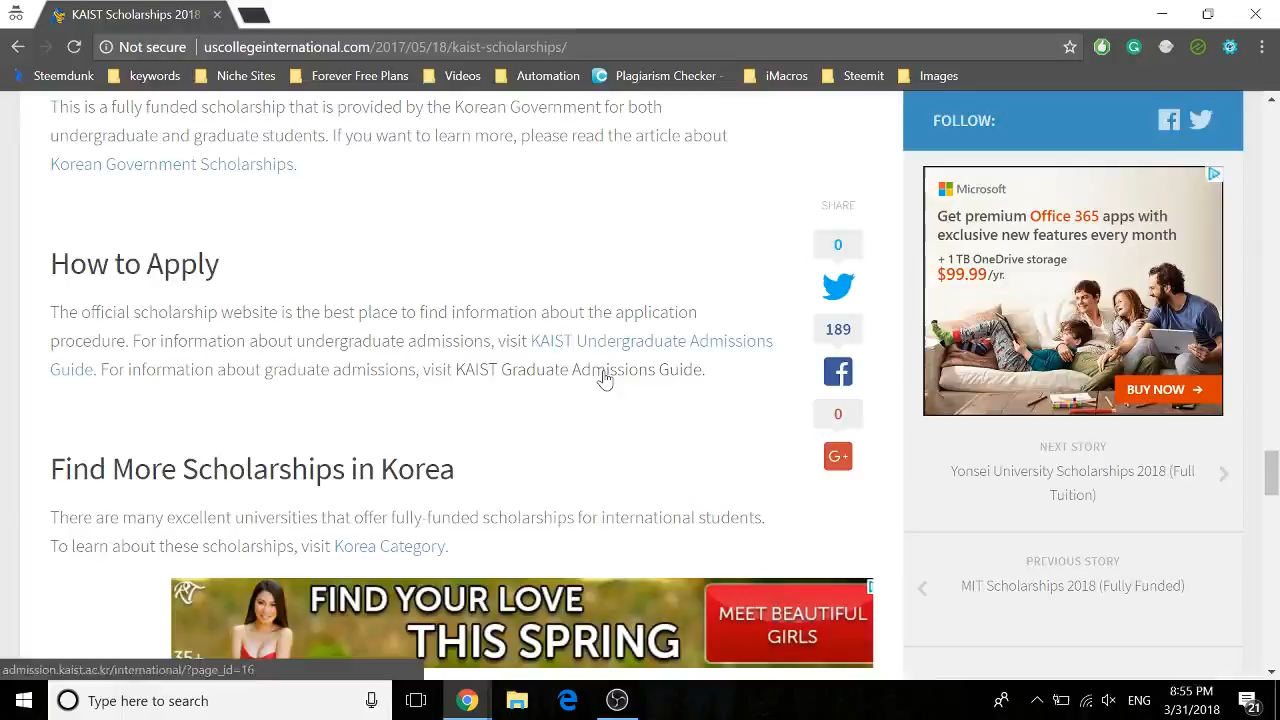 KAIST Scholarships 2018
Not secure
uscollegeinternational.com/2017/05/18/kaist-scholarships/
Steemdunk
keywords
Niche Sites
Forever Free Plans
Videos
Automation
Plagiarism Checker -
iMacros
Steemit
Images
This is a fully funded scholarship that is provided by the Korean Government for both
undergraduate and graduate students. If you want to learn more, please read the article about
Korean Government Scholarships.
How to Apply
The official scholarship website is the best place to find information about the application
procedure. For information about undergraduate admissions, visit KAIST Undergraduate Admissions
Guide. For information about graduate admissions, visit KAIST Graduate Admissions Guide.
Find More Scholarships in Korea
There are many excellent universities that offer fully-funded scholarships for international students.
To learn about these scholarships, visit Korea Category.
SHARE
0
189
0
G+
FOLLOW:
Microsoft
Get premium Office 365 apps with
exclusive new features every month
+ 1 TB OneDrive storage
$99.99/yr.
BUY NOW
NEXT STORY
Yonsei University Scholarships 2018 (Full
Tuition)
PREVIOUS STORY
MIT Scholarships 2018 (Fully Funded)
35+
FIND YOUR LOVE
THIS SPRING
MEET BEAUTIFUL
GIRLS
admission.kaist.ac.kr/international/?page_id=16
Type here to search
ENG
8:55 PM
3/31/2018
21